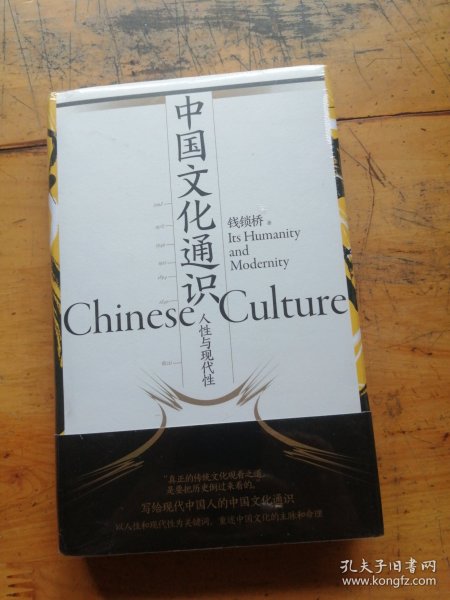 中国文化通识
钱锁桥 著
Its Humanity
and
Modernity
Chinese Culture
人性与现代性
“真正的传统文化观看之道，
是要把历史倒过来看的。”
写给现代中国人的中国文化通识
以人性和现代性为关键词，重述中国文化的主脉和命理
孔夫子旧书网
www.kongfz.com